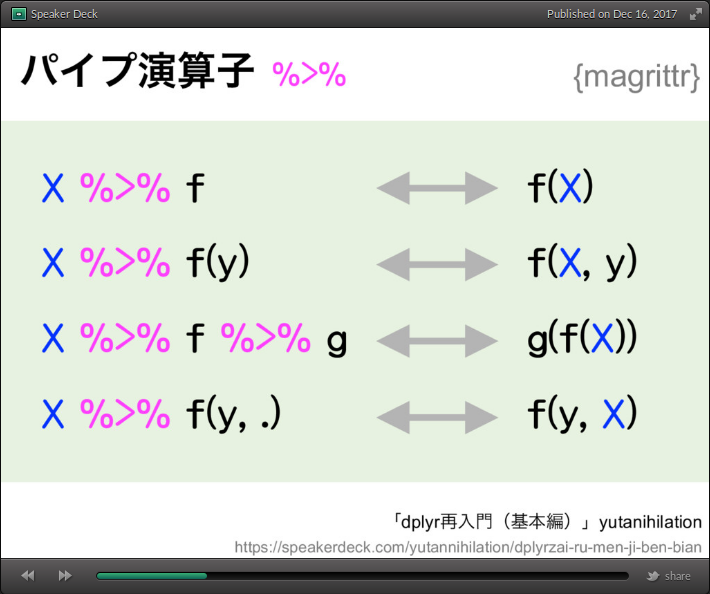 Speaker Deck
Published on Dec 16, 2017
パイプ演算子 %>%
{magrittr}
X %>% f f(X)
X %>% f(y) f(X, y)
X %>% f %>% g g(f(X))
X %>% f(y, .) f(y, X)
「dplyr再入門（基本編）」yutanihilation
https://speakerdeck.com/yutannihilation/dplyrzai-ru-men-ji-ben-bian
share